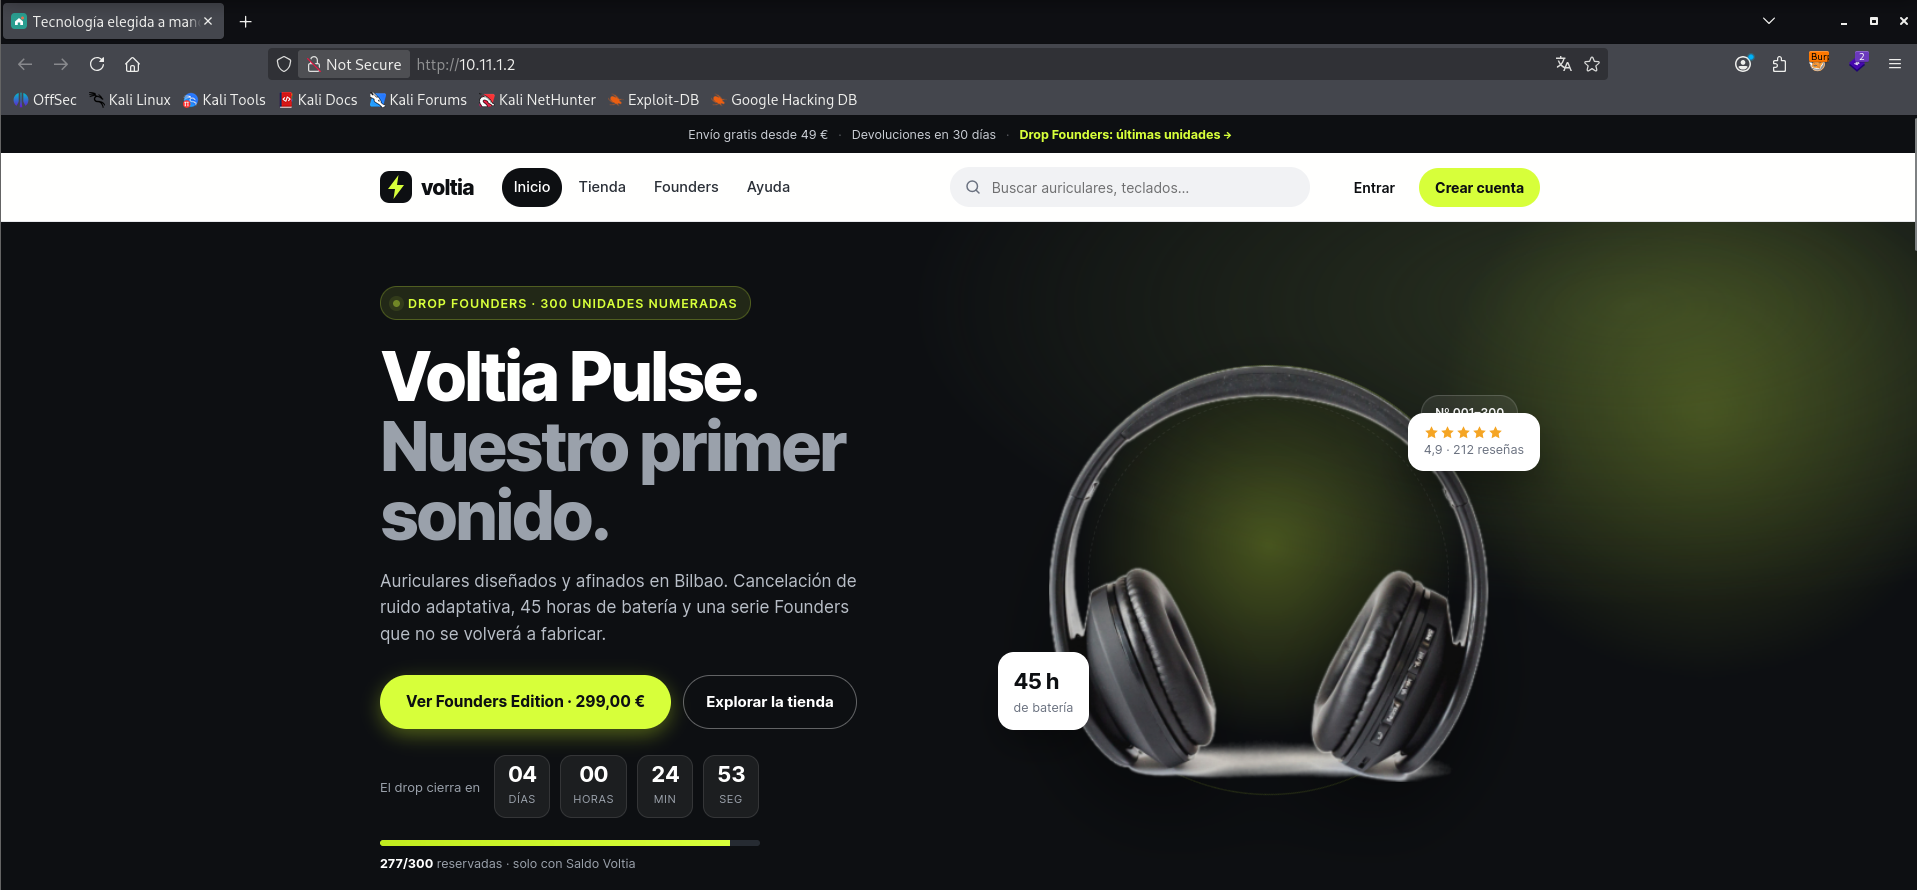 Tecnología elegida a man
Not Secure
http://10.11.1.2
Bur
2
OffSec
Kali Linux
Kali Tools
Kali Docs
Kali Forums
Kali NetHunter
Exploit-DB
Google Hacking DB
Envío gratis desde 49 € · Devoluciones en 30 días · Drop Founders: últimas unidades →
voltia
Inicio
Tienda
Founders
Ayuda
Buscar auriculares, teclados...
Entrar
Crear cuenta
DROP FOUNDERS · 300 UNIDADES NUMERADAS
Voltia Pulse.
Nuestro primer
sonido.
Auriculares diseñados y afinados en Bilbao. Cancelación de
ruido adaptativa, 45 horas de batería y una serie Founders
que no se volverá a fabricar.
Ver Founders Edition · 299,00 €
Explorar la tienda
El drop cierra en
04
DÍAS
00
HORAS
24
MIN
53
SEG
277/300 reservadas · solo con Saldo Voltia
Nº 001–300
4,9 · 212 reseñas
45 h
de batería